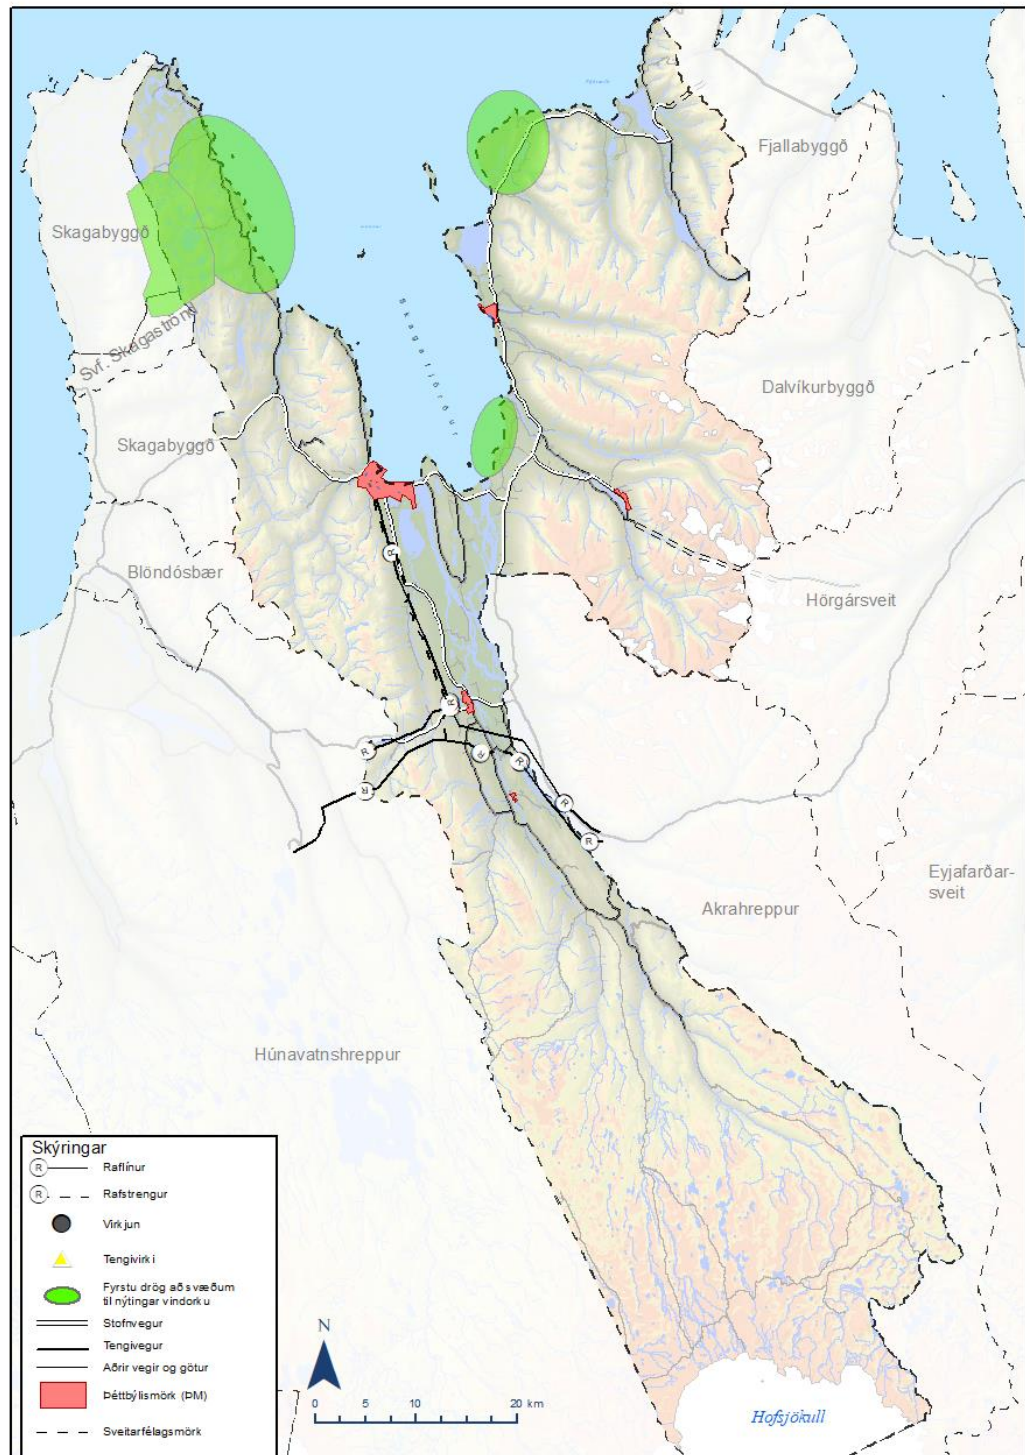 Fjallabyggð
Skagabyggð
Skagafjörður
Svf. Skagaströnd
Dalvíkurbyggð
Skagabyggð
Blöndósbær
Hörgársveit
R
R
R
R
R
R
R
R
Eyjafarðar-
sveit
Akrahreppur
Húnavatnshreppur
Skýringar
R Raflínur
R Rafstrengur
Virkjun
Tengivirki
Fyrstu drög að svæðum
til nýtingar vindorku
Stofnvegur
Tengivegur
Aðrir vegir og götur
Þéttbýlismörk (ÞM)
Sveitarfélagsmörk
N
0 5 10 20 km
Hofsjökull